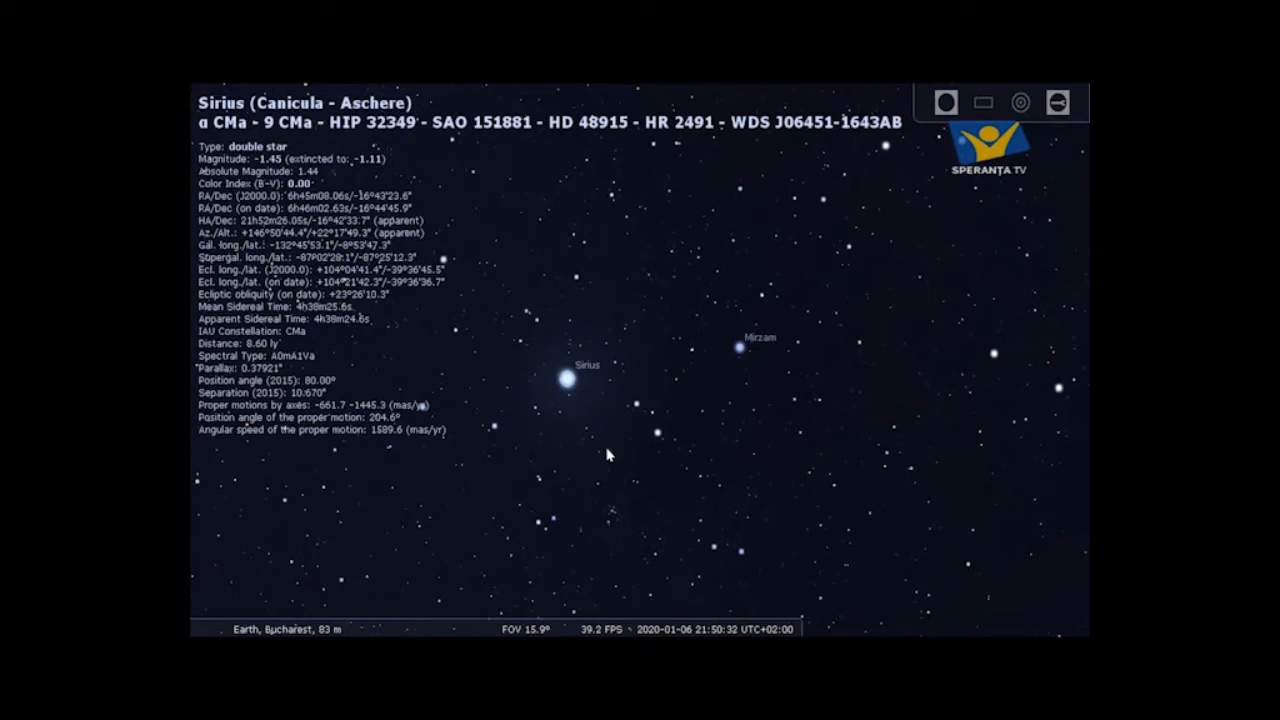 Sirius (Canicula - Aschere)
α CMa - 9 CMa - HIP 32349 - SAO 151881 - HD 48915 - HR 2491 - WDS J06451-1643AB
SPERANȚA TV
Type: double star
Magnitude: -1.45 (extincted to: -1.11)
Absolute Magnitude: 1.44
Color Index (B-V): 0.00
RA/Dec (J2000.0): 6h45m08.06s/-16°43'23.6"
RA/Dec (on date): 6h46m02.63s/-16°44'45.9"
HA/Dec: 21h52m26.05s/-16°42'33.7" (apparent)
Az./Alt.: +146°50'44.4"/+22°17'49.3" (apparent)
Gal. long./lat.: -132°45'53.1"/-8°53'47.3"
Supergal. long./lat.: -87°02'28.1"/-87°25'12.3"
Ecl. long./lat. (J2000.0): +104°04'41.4"/-39°36'45.5"
Ecl. long./lat. (on date): +104°21'42.3"/-39°36'36.7"
Ecliptic obliquity (on date): +23°26'10.3"
Mean Sidereal Time: 4h38m25.6s
Apparent Sidereal Time: 4h38m24.6s
IAU Constellation: CMa
Distance: 8.60 ly
Spectral Type: A0mA1Va
Parallax: 0.37921"
Position angle (2015): 80.00°
Separation (2015): 10.670"
Proper motions by axes: -661.7 -1445.3 (mas/yr)
Position angle of the proper motion: 204.6°
Angular speed of the proper motion: 1589.6 (mas/yr)
Mirzam
Sirius
Earth, Bucharest, 83 m
FOV 15.9°
39.2 FPS
2020-01-06 21:50:32 UTC+02:00